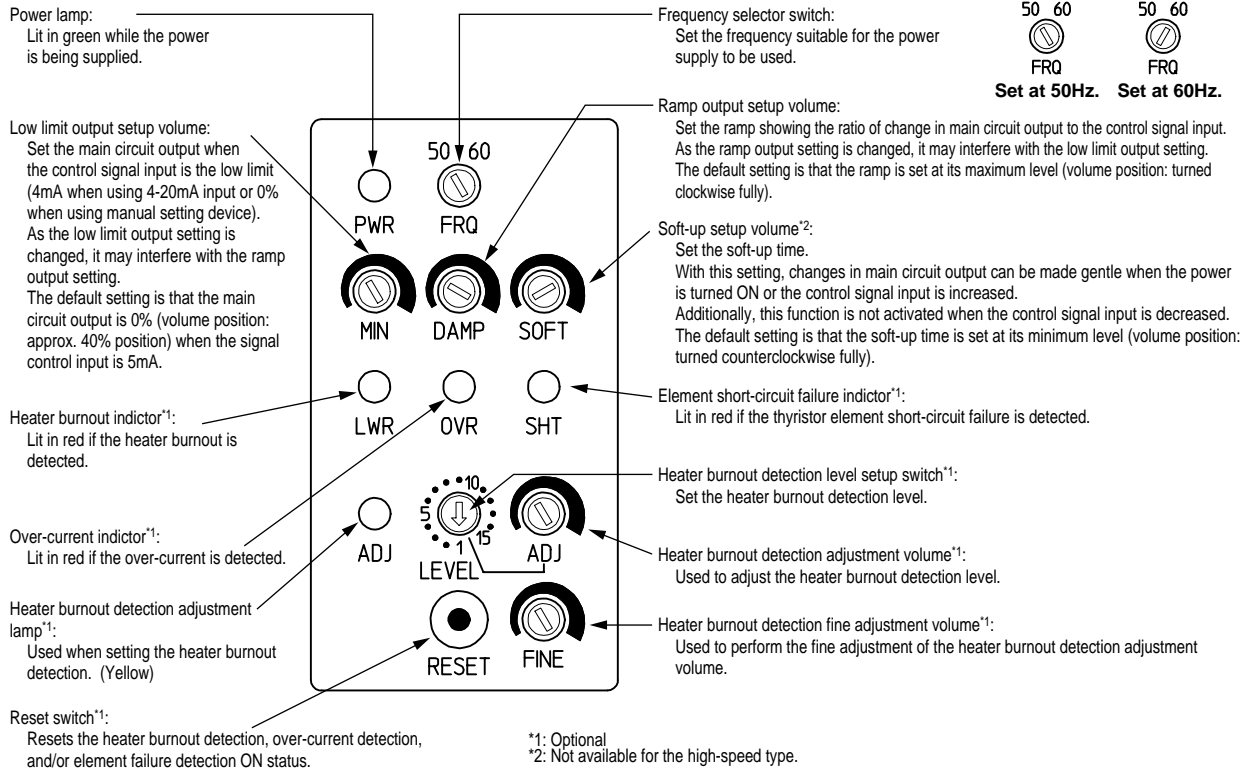 Power lamp:
Lit in green while the power
is being supplied.
Low limit output setup volume:
Set the main circuit output when
the control signal input is the low limit
(4mA when using 4-20mA input or 0%
when using manual setting device).
As the low limit output setting is
changed, it may interfere with the ramp
output setting.
The default setting is that the main
circuit output is 0% (volume position:
approx. 40% position) when the signal
control input is 5mA.
Heater burnout indictor*1:
Lit in red if the heater burnout is
detected.
Over-current indictor*1:
Lit in red if the over-current is detected.
Heater burnout detection adjustment
lamp*1:
Used when setting the heater burnout
detection. (Yellow)
Reset switch*1:
Resets the heater burnout detection, over-current detection,
and/or element failure detection ON status.
50 60
PWR FRQ
MIN DAMP SOFT
LWR OVR SHT
10
5
15
1
ADJ LEVEL ADJ
RESET FINE
Frequency selector switch:
Set the frequency suitable for the power
supply to be used.
50 60 50 60
FRQ FRQ
Set at 50Hz. Set at 60Hz.
Ramp output setup volume:
Set the ramp showing the ratio of change in main circuit output to the control signal input.
As the ramp output setting is changed, it may interfere with the low limit output setting.
The default setting is that the ramp is set at its maximum level (volume position: turned
clockwise fully).
Soft-up setup volume*2:
Set the soft-up time.
With this setting, changes in main circuit output can be made gentle when the power
is turned ON or the control signal input is increased.
Additionally, this function is not activated when the control signal input is decreased.
The default setting is that the soft-up time is set at its minimum level (volume position:
turned counterclockwise fully).
Element short-circuit failure indictor*1:
Lit in red if the thyristor element short-circuit failure is detected.
Heater burnout detection level setup switch*1:
Set the heater burnout detection level.
Heater burnout detection adjustment volume*1:
Used to adjust the heater burnout detection level.
Heater burnout detection fine adjustment volume*1:
Used to perform the fine adjustment of the heater burnout detection adjustment
volume.
*1: Optional
*2: Not available for the high-speed type.